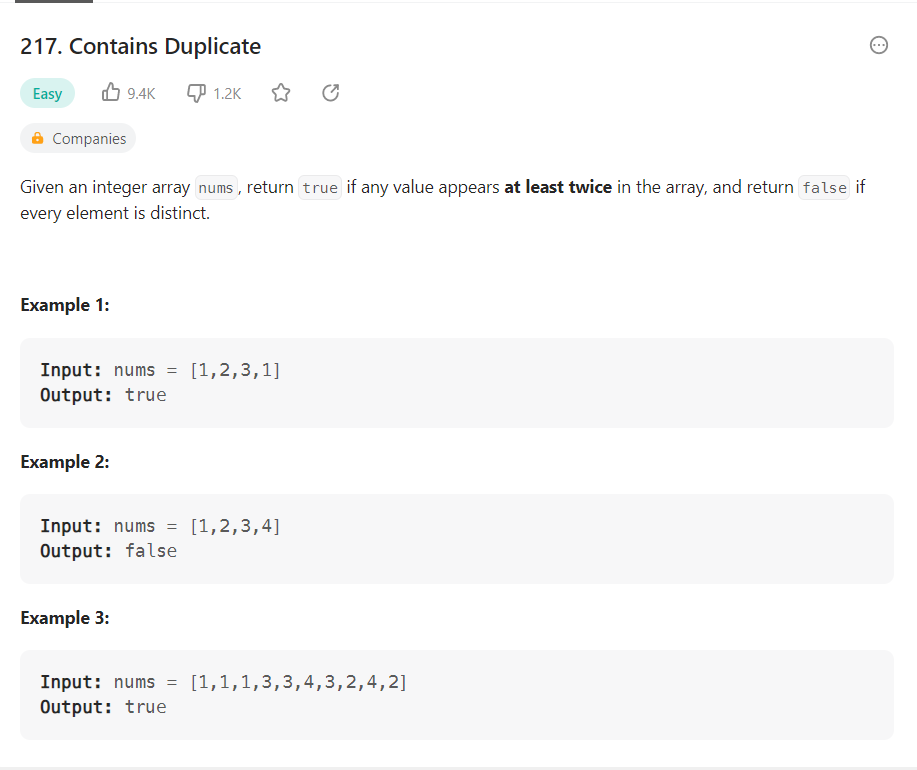 217. Contains Duplicate
Easy 9.4K 1.2K
Companies
Given an integer array nums, return true if any value appears at least twice in the array, and return false if
every element is distinct.
Example 1:
Input: nums = [1,2,3,1]
Output: true
Example 2:
Input: nums = [1,2,3,4]
Output: false
Example 3:
Input: nums = [1,1,1,3,3,4,3,2,4,2]
Output: true